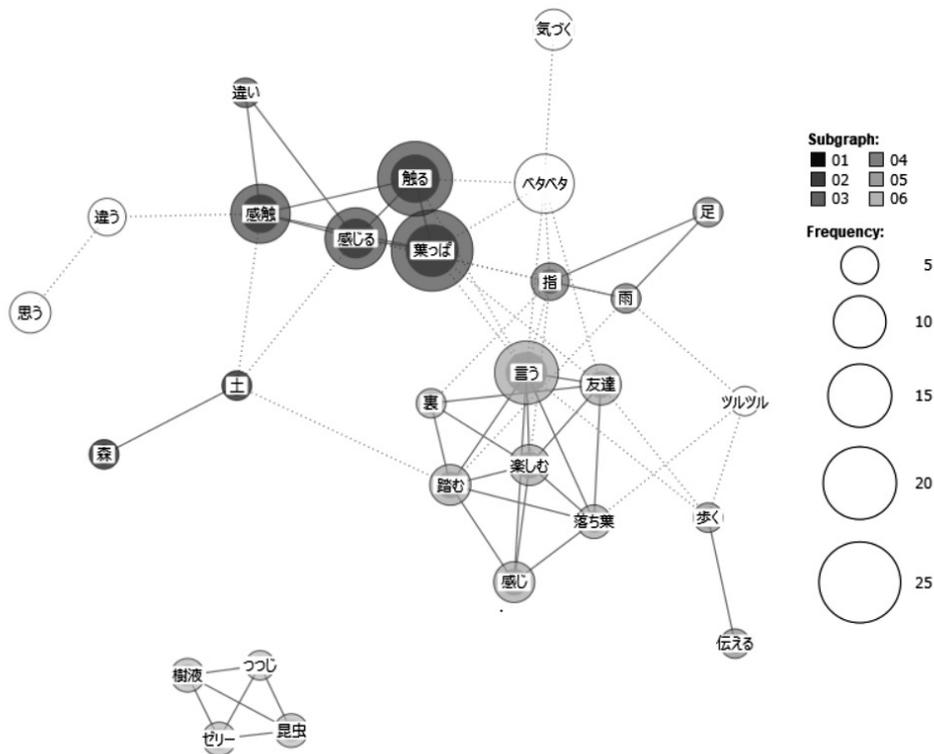 気づく
違い
触る
ベタベタ
感触
違う
感じる
葉っぱ
足
指
雨
思う
言う
友達
土
裏
ツルツル
森
楽しむ
踏む
落ち葉
歩く
感じ
伝える
つつじ
樹液
ゼリー
昆虫
Subgraph:
01 04
02 05
03 06
Frequency:
5
10
15
20
25